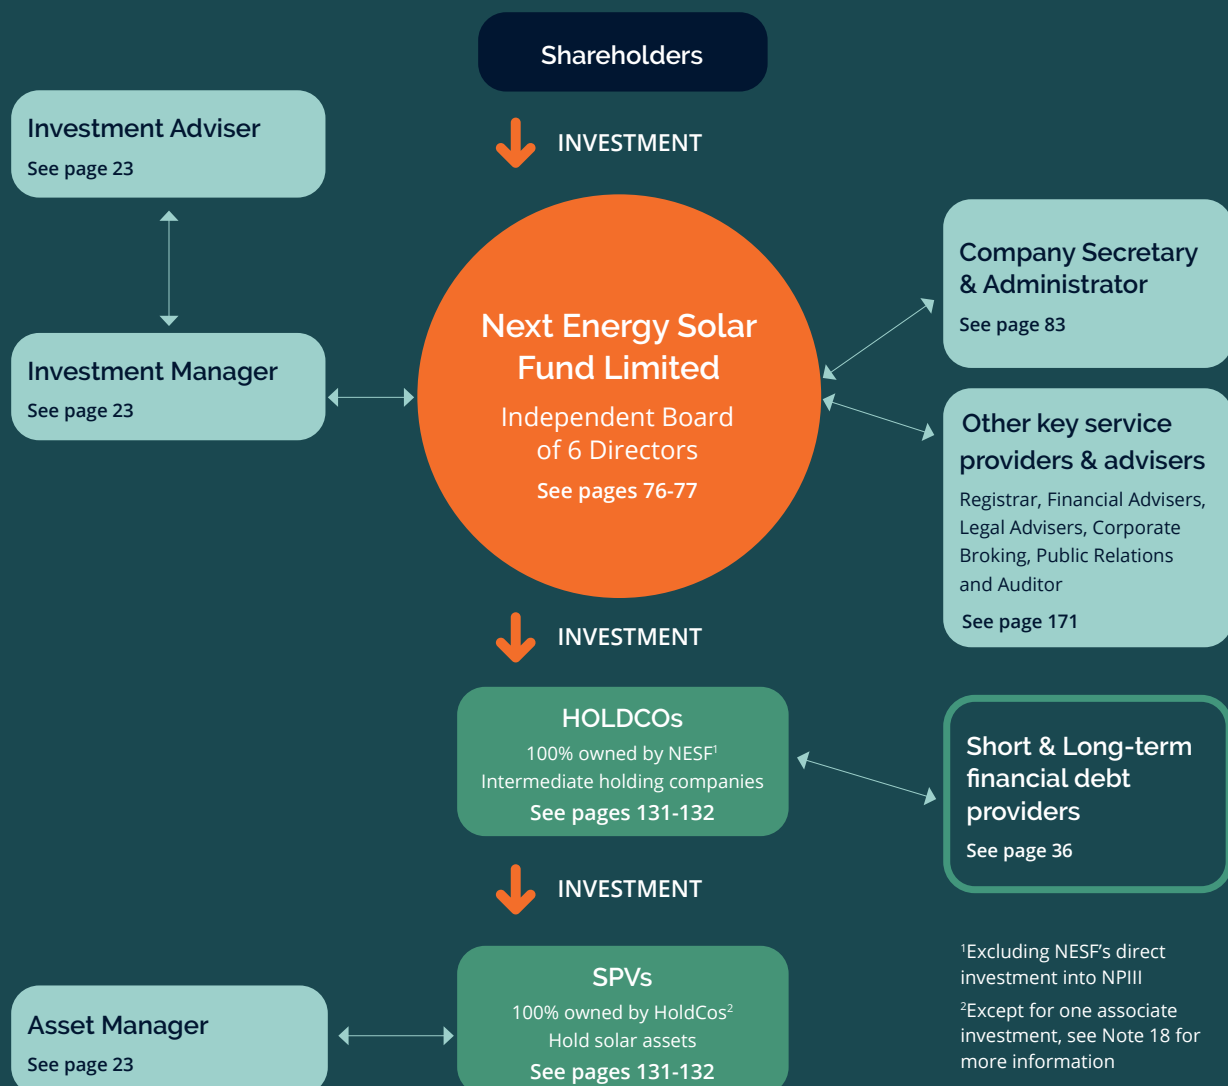 Shareholders
INVESTMENT
Investment Adviser
See page 23
Investment Manager
See page 23
Next Energy Solar
Fund Limited
Independent Board
of 6 Directors
See pages 76-77
Company Secretary
& Administrator
See page 83
Other key service
providers & advisers
Registrar, Financial Advisers,
Legal Advisers, Corporate
Broking, Public Relations
and Auditor
See page 171
INVESTMENT
HOLDCOs
100% owned by NESF¹
Intermediate holding companies
See pages 131-132
Short & Long-term
financial debt
providers
See page 36
INVESTMENT
SPVs
100% owned by HoldCos²
Hold solar assets
See pages 131-132
Asset Manager
See page 23
¹Excluding NESF’s direct
investment into NPIII
²Except for one associate
investment, see Note 18 for
more information